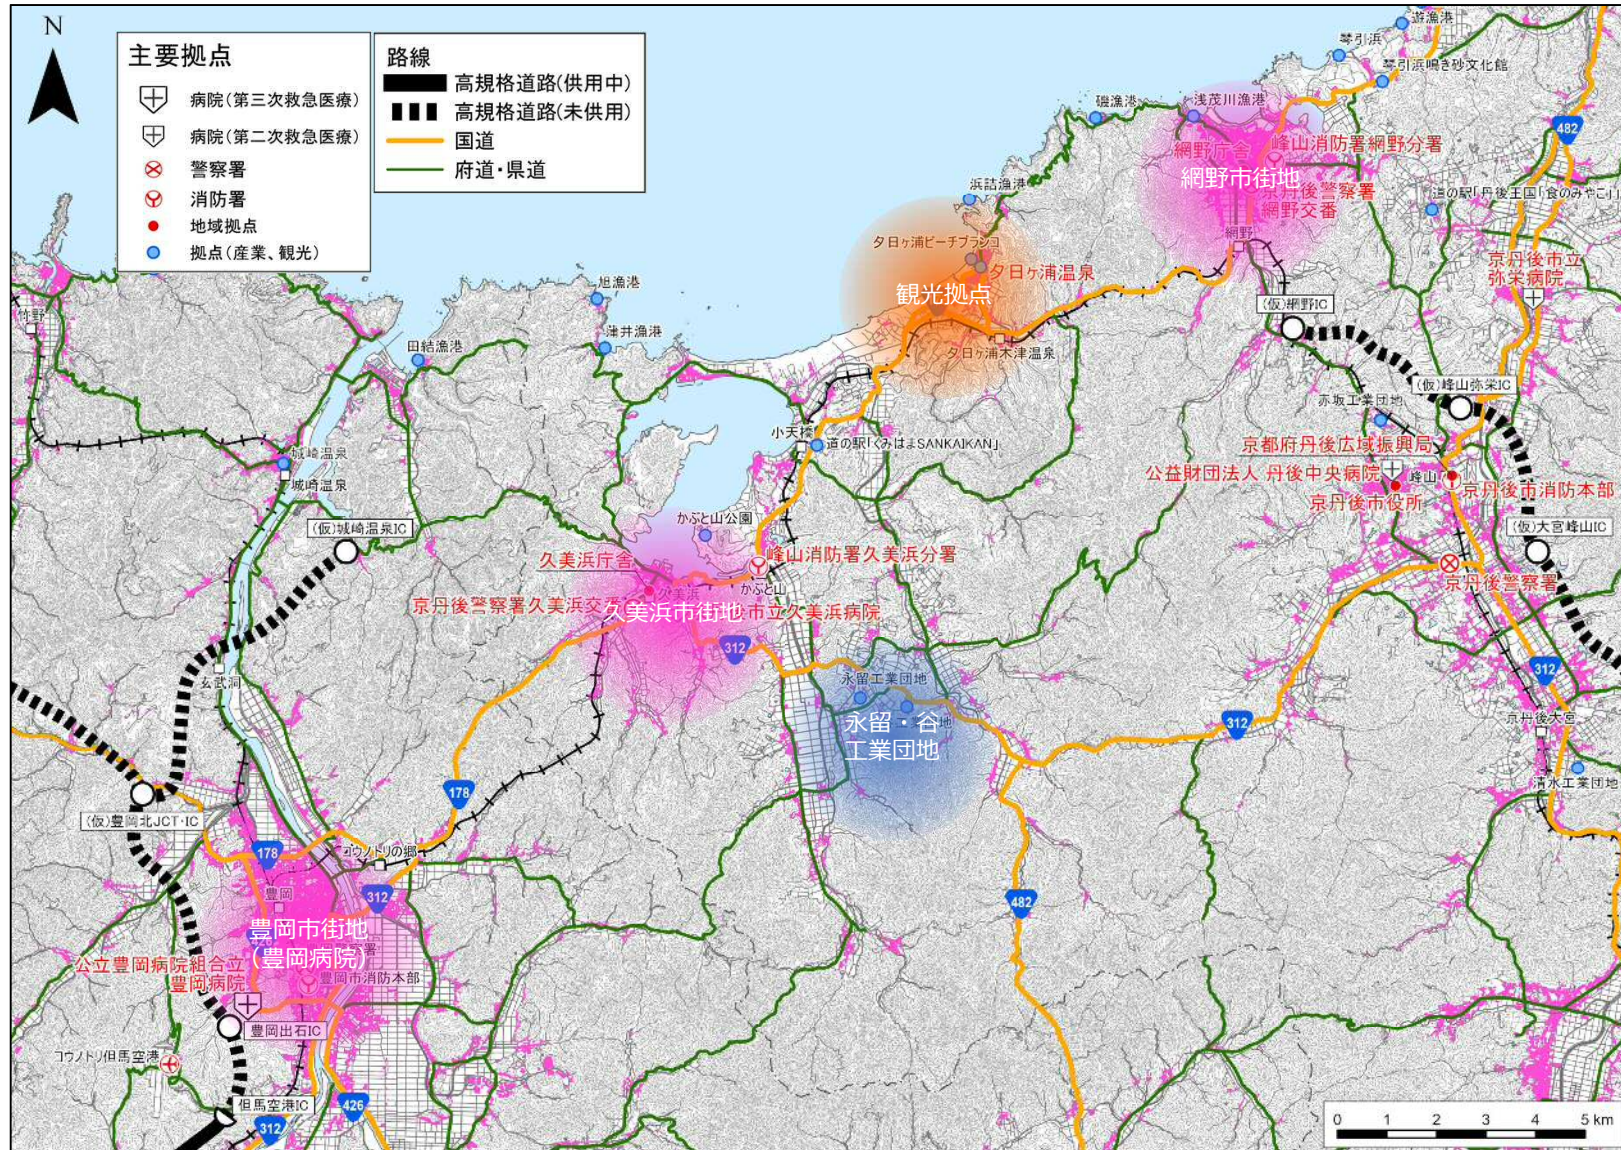 N
主要拠点
病院(第三次救急医療)
病院(第二次救急医療)
警察署
消防署
地域拠点
拠点(産業、観光)
路線
高規格道路(供用中)
高規格道路(未供用)
国道
府道・県道
遊漁港
琴引浜
琴引浜鳴き砂文化館
磯漁港
浅茂川漁港
482
網野庁舎
峰山消防署網野分署
網野市街地
京丹後警察署
網野交番
網野
道の駅「丹後王国「食のみやこ」」
浜詰漁港
夕日ヶ浦ビーチブランコ
夕日ヶ浦温泉
観光拠点
夕日ヶ浦木津温泉
京丹後市立
弥栄病院
(仮)網野IC
(仮)峰山弥栄IC
赤坂工業団地
京都府丹後広域振興局
公益財団法人 丹後中央病院
峰山
京丹後市消防本部
京丹後市役所
(仮)大宮峰山IC
京丹後警察署
312
京丹後大宮
清水工業団地
竹野
旭漁港
蒲井漁港
田結漁港
小天橋
道の駅「くみはまSANKAIKAN」
城崎温泉
城崎温泉
(仮)城崎温泉IC
かぶと山公園
久美浜庁舎
峰山消防署久美浜分署
かぶと山
久美浜
京丹後警察署久美浜交番
久美浜市街地
市立久美浜病院
312
永留工業団地
永留・谷
工業団地
312
玄武洞
178
(仮)豊岡北JCT・IC
178
コウノトリの郷
312
482
豊岡
豊岡市街地
(豊岡病院)
426
公立豊岡病院組合立
豊岡病院
豊岡市消防本部
豊岡出石IC
コウノトリ但馬空港
但馬空港IC
312
426
0 1 2 3 4 5 km